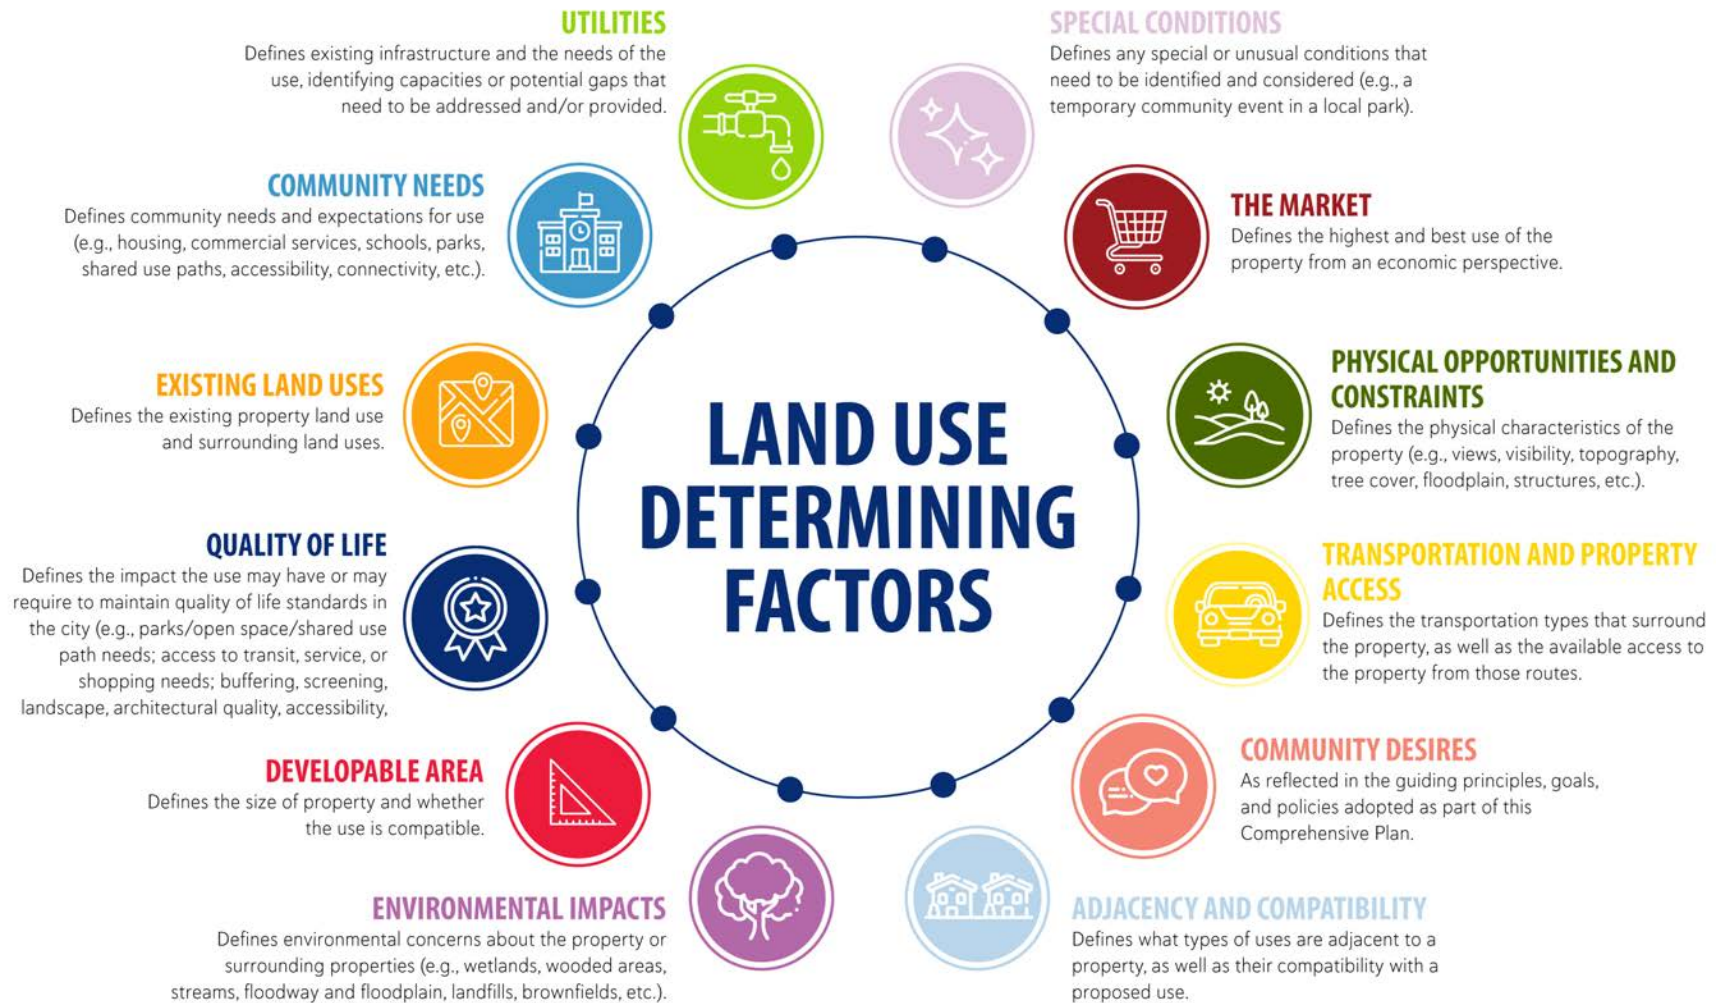 UTILITIES
Defines existing infrastructure and the needs of the
use, identifying capacities or potential gaps that
need to be addressed and/or provided.
SPECIAL CONDITIONS
Defines any special or unusual conditions that
need to be identified and considered (e.g., a
temporary community event in a local park).
COMMUNITY NEEDS
Defines community needs and expectations for use
(e.g., housing, commercial services, schools, parks,
shared use paths, accessibility, connectivity, etc.).
THE MARKET
Defines the highest and best use of the
property from an economic perspective.
EXISTING LAND USES
Defines the existing property land use
and surrounding land uses.
PHYSICAL OPPORTUNITIES AND
CONSTRAINTS
Defines the physical characteristics of the
property (e.g., views, visibility, topography,
tree cover, floodplain, structures, etc.).
LAND USE
DETERMINING
FACTORS
QUALITY OF LIFE
Defines the impact the use may have or may
require to maintain quality of life standards in
the city (e.g., parks/open space/shared use
path needs; access to transit, service, or
shopping needs; buffering, screening,
landscape, architectural quality, accessibility,
TRANSPORTATION AND PROPERTY
ACCESS
Defines the transportation types that surround
the property, as well as the available access to
the property from those routes.
DEVELOPABLE AREA
Defines the size of property and whether
the use is compatible.
COMMUNITY DESIRES
As reflected in the guiding principles, goals,
and policies adopted as part of this
Comprehensive Plan.
ENVIRONMENTAL IMPACTS
Defines environmental concerns about the property or
surrounding properties (e.g., wetlands, wooded areas,
streams, floodway and floodplain, landfills, brownfields, etc.).
ADJACENCY AND COMPATIBILITY
Defines what types of uses are adjacent to a
property, as well as their compatibility with a
proposed use.